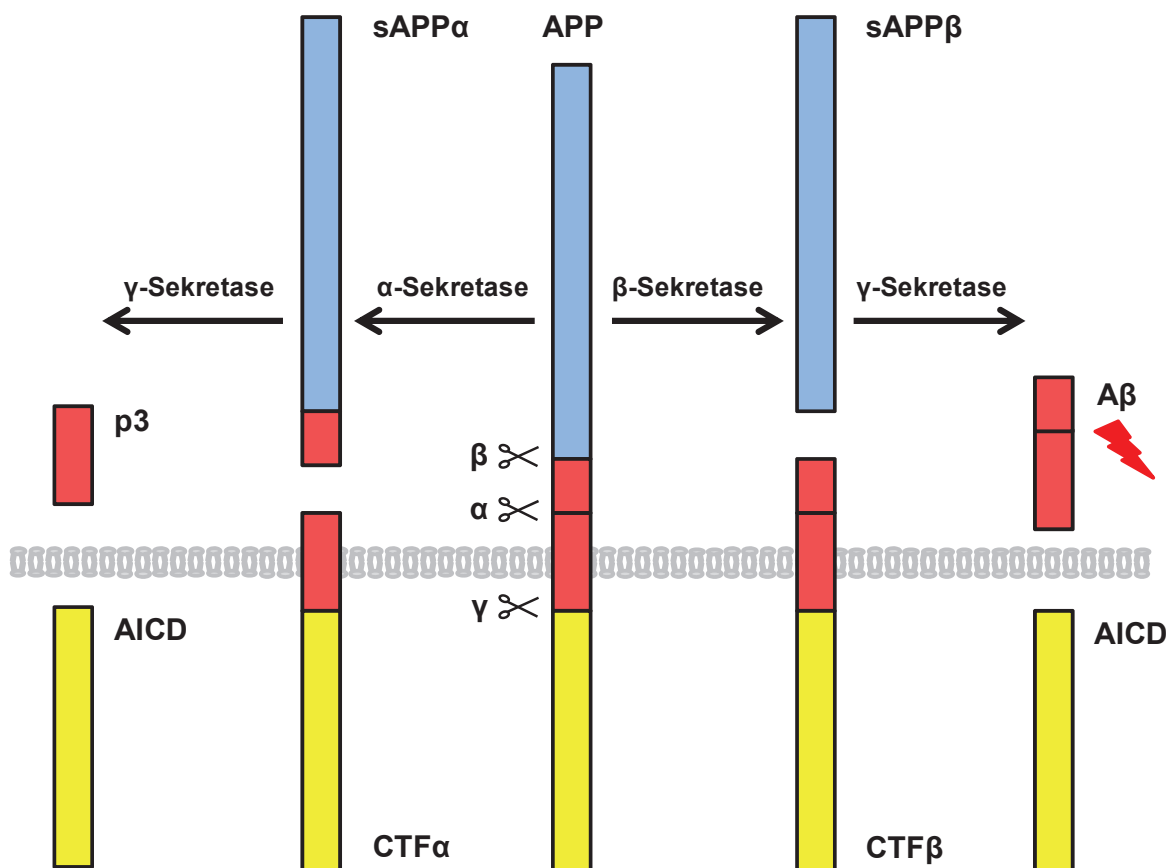 sAPPα
APP
sAPPβ
γ-Sekretase
α-Sekretase
β-Sekretase
γ-Sekretase
p3
Aβ
β
α
γ
AICD
AICD
CTFα
CTFβ